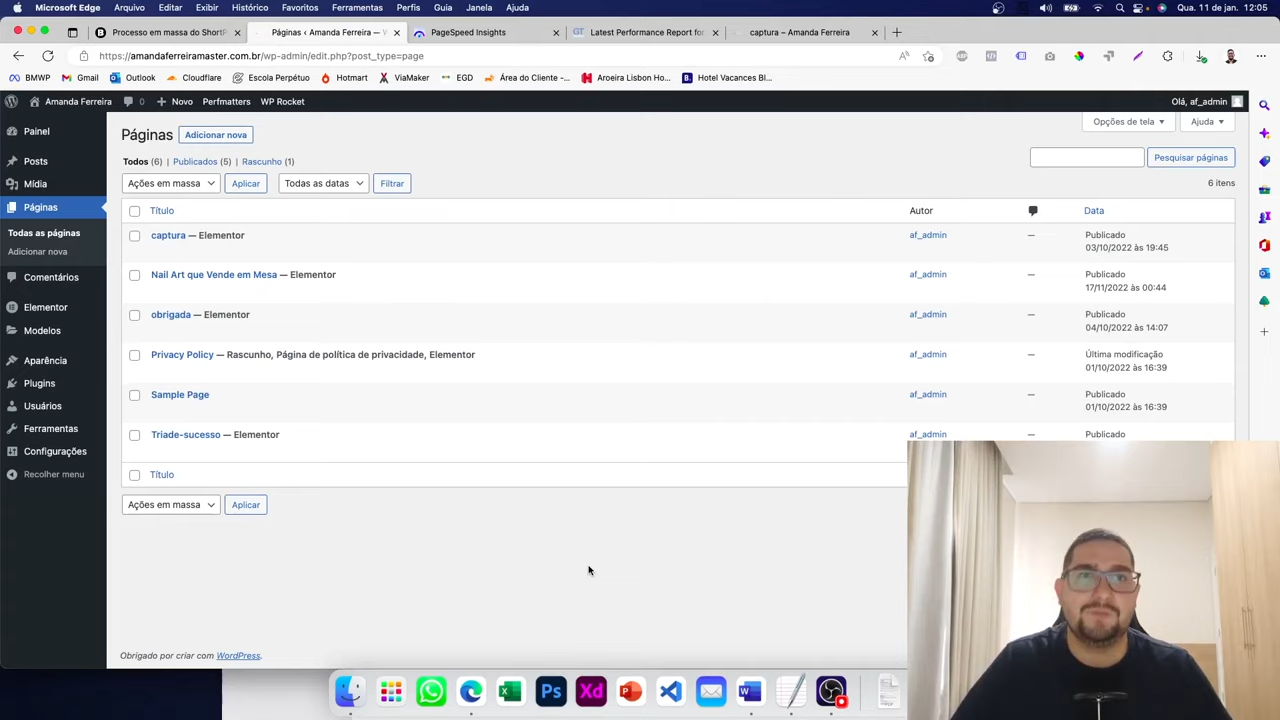 Microsoft Edge Arquivo Editar Exibir Histórico Favoritos Ferramentas Perfis Guia Janela Ajuda Qua. 11 de jan. 12:05
Processo em massa do ShortP Páginas ‹ Amanda Ferreira — W PageSpeed Insights Latest Performance Report for captura – Amanda Ferreira
https://amandaferreiramaster.com.br/wp-admin/edit.php?post_type=page
BMWP Gmail Outlook Cloudflare Escola Perpétuo Hotmart ViaMaker EGD Área do Cliente -... Aroeira Lisbon Ho... Hotel Vacances Bl...
Amanda Ferreira 0 Novo Perfmatters WP Rocket Olá, af_admin
Opções de tela Ajuda
Painel
Posts
Mídia
Páginas
Todas as páginas
Adicionar nova
Comentários
Elementor
Modelos
Aparência
Plugins
Usuários
Ferramentas
Configurações
Recolher menu
Páginas Adicionar nova
Todos (6) | Publicados (5) | Rascunho (1)
Pesquisar páginas
Ações em massa Aplicar Todas as datas Filtrar 6 itens
Título Autor Data
captura — Elementor af_admin — Publicado
03/10/2022 às 19:45
Nail Art que Vende em Mesa — Elementor af_admin — Publicado
17/11/2022 às 00:44
obrigada — Elementor af_admin — Publicado
04/10/2022 às 14:07
Privacy Policy — Rascunho, Página de política de privacidade, Elementor af_admin — Última modificação
01/10/2022 às 16:39
Sample Page af_admin — Publicado
01/10/2022 às 16:39
Triade-sucesso — Elementor af_admin — Publicado
Título
Ações em massa Aplicar
Obrigado por criar com WordPress.